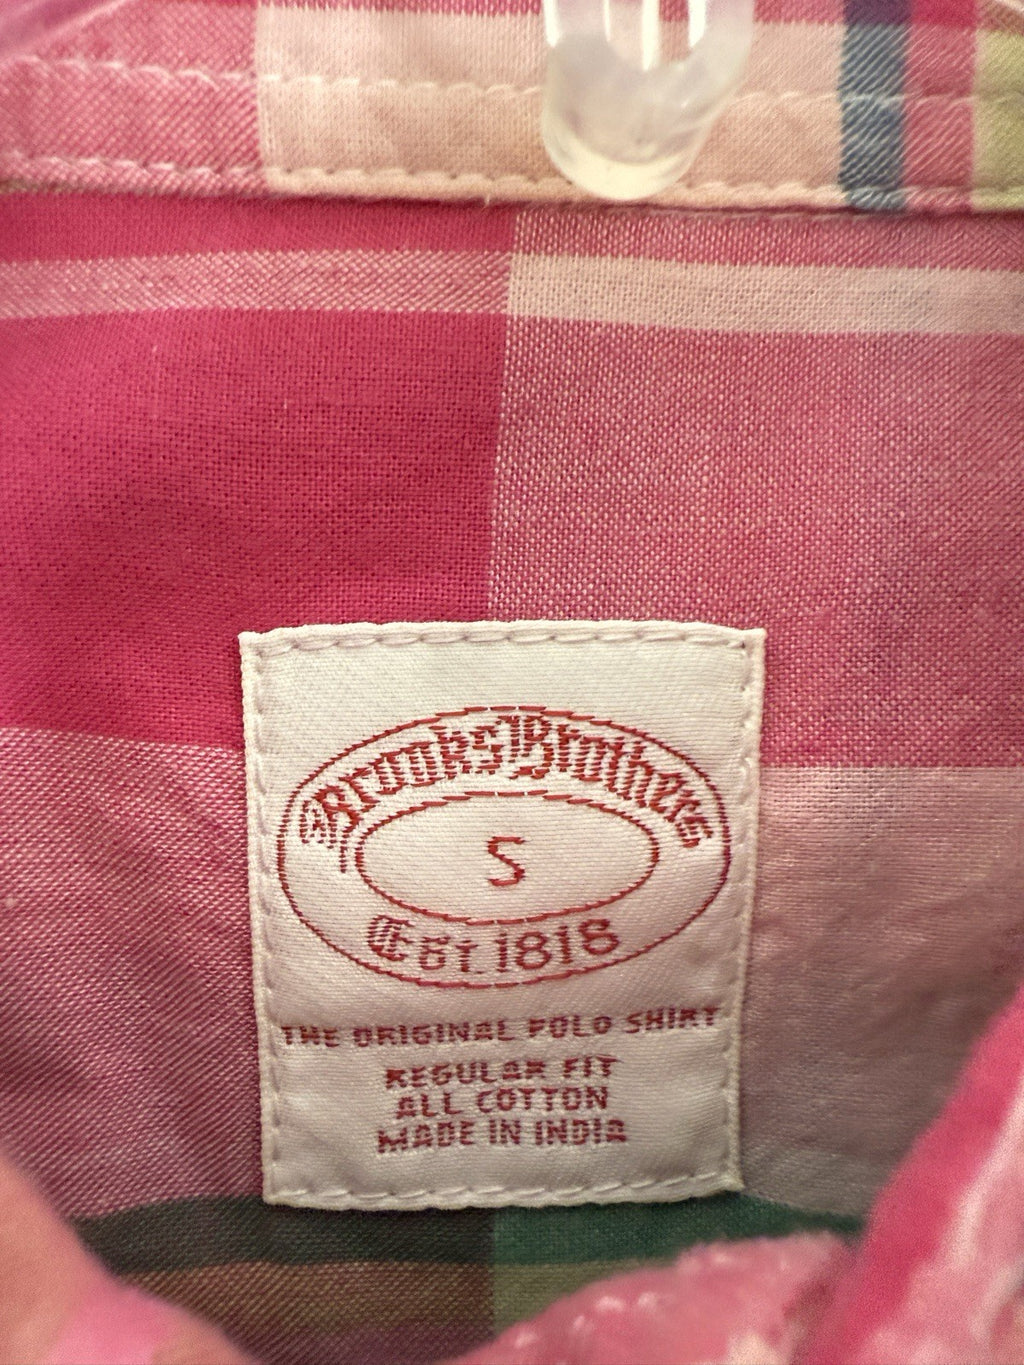 Brooks Brothers
S
Est 1818
THE ORIGINAL POLO SHIRT
REGULAR FIT
ALL COTTON
MADE IN INDIA